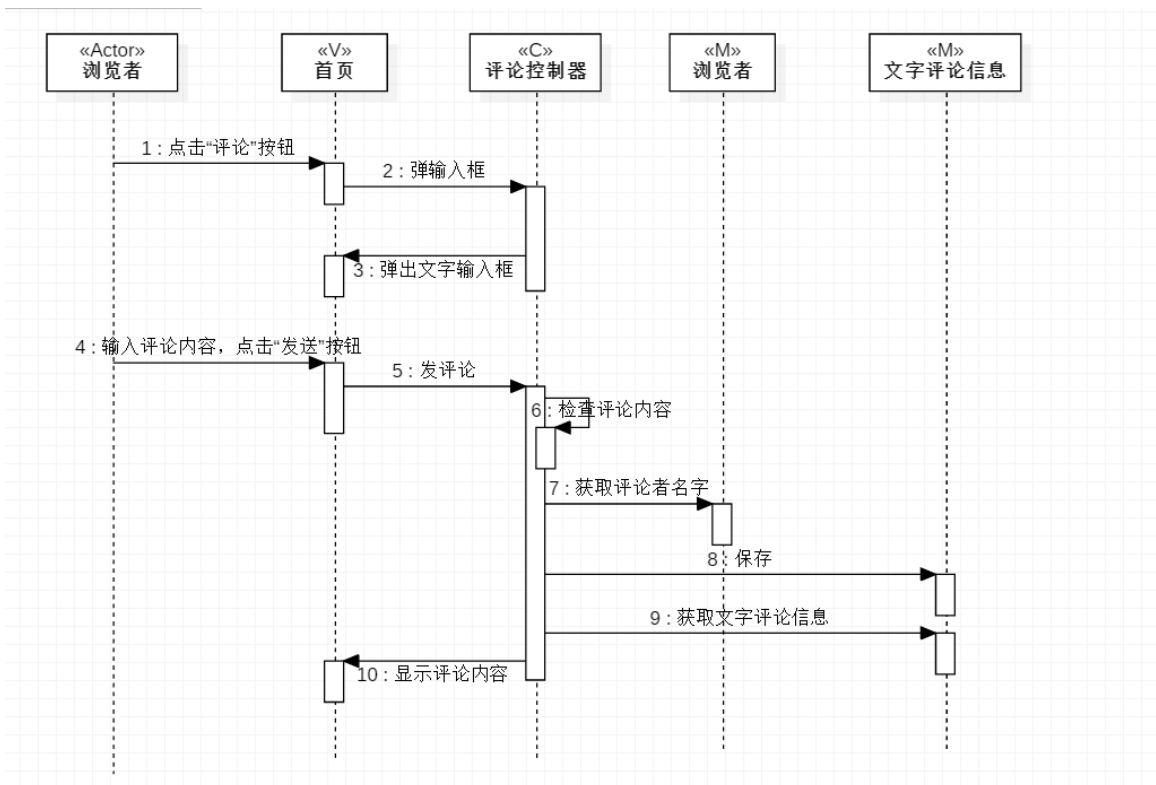 «Actor»
浏览者
«V»
首页
«C»
评论控制器
«M»
浏览者
«M»
文字评论信息
1 : 点击“评论”按钮
2 : 弹输入框
3 : 弹出文字输入框
4 : 输入评论内容，点击“发送”按钮
5 : 发评论
6 : 检查评论内容
7 : 获取评论者名字
8 : 保存
9 : 获取文字评论信息
10 : 显示评论内容